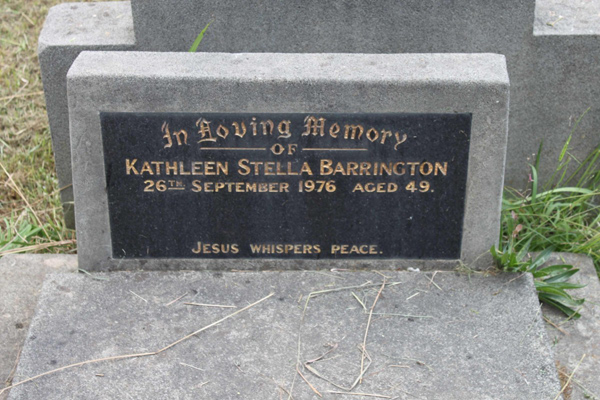 In Loving Memory
OF
KATHLEEN STELLA BARRINGTON
26TH SEPTEMBER 1976 AGED 49.
JESUS WHISPERS PEACE.